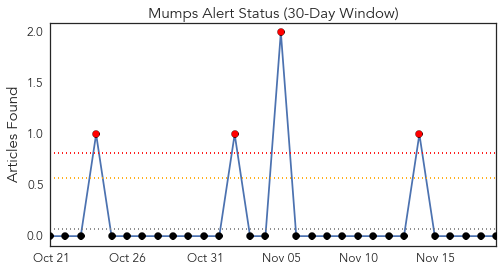 Mumps Alert Status (30-Day Window)
Articles Found
2.0
1.5
1.0
0.5
0.0
Oct 21
Oct 26
Oct 31
Nov 05
Nov 10
Nov 15